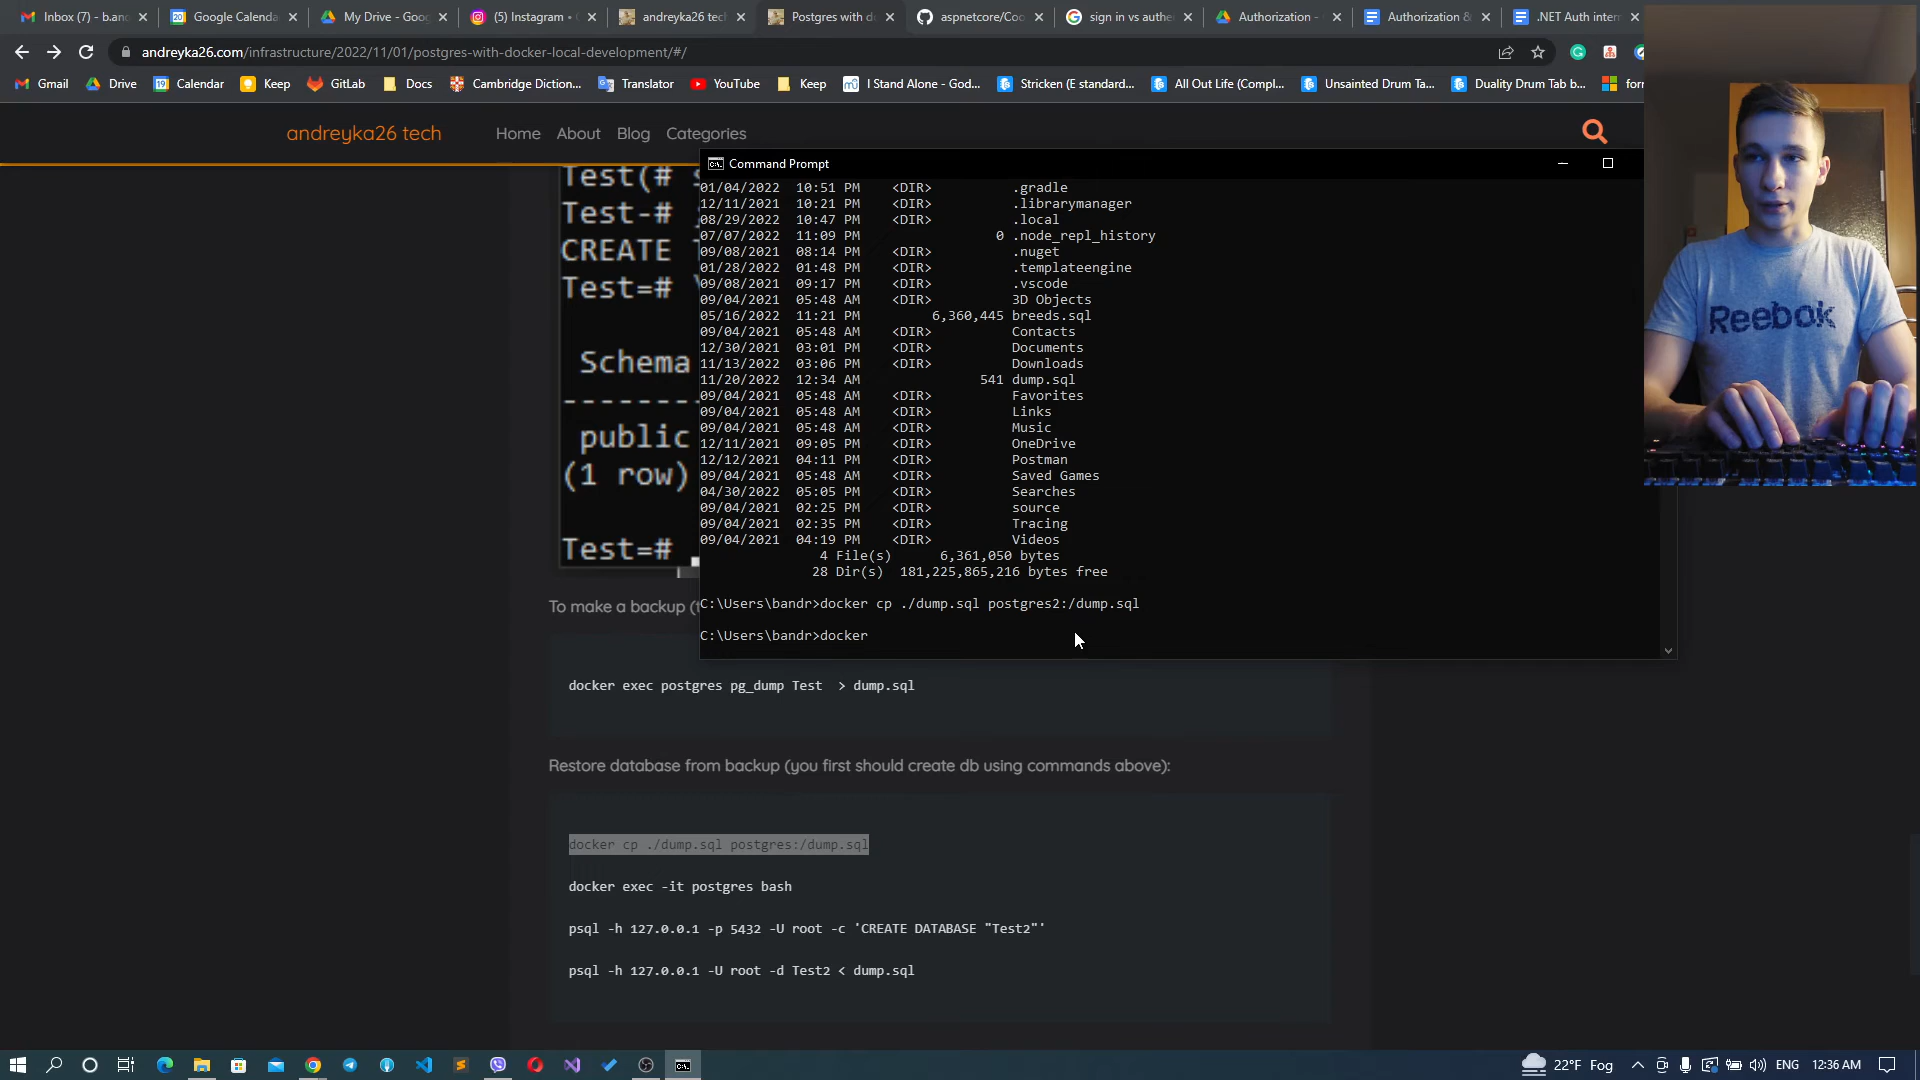 Inbox (7) - b.an
Google Calenda
My Drive - Goog
(5) Instagram •
andreyka26 tec
Postgres with d
aspnetcore/Coo
sign in vs authe
Authorization -
Authorization &
.NET Auth inter
andreyka26.com/infrastructure/2022/11/01/postgres-with-docker-local-development/#/
Gmail
Drive
Calendar
Keep
GitLab
Docs
Cambridge Diction...
Translator
YouTube
Keep
I Stand Alone - God...
Stricken (E standard...
All Out Life (Compl...
Unsainted Drum Ta...
Duality Drum Tab b...
for
andreyka26 tech
Home
About
Blog
Categories
Command Prompt
Test(#
Test-#
CREATE
Test=#
Schema
--------
public
(1 row)
Test=#
01/04/2022 10:51 PM <DIR> .gradle
12/11/2021 10:21 PM <DIR> .librarymanager
08/29/2022 10:47 PM <DIR> .local
07/07/2022 11:09 PM 0 .node_repl_history
09/08/2021 08:14 PM <DIR> .nuget
01/28/2022 01:48 PM <DIR> .templateengine
09/08/2021 09:17 PM <DIR> .vscode
09/04/2021 05:48 AM <DIR> 3D Objects
05/16/2022 11:21 PM 6,360,445 breeds.sql
09/04/2021 05:48 AM <DIR> Contacts
12/30/2021 03:01 PM <DIR> Documents
11/13/2022 03:06 PM <DIR> Downloads
11/20/2022 12:34 AM 541 dump.sql
09/04/2021 05:48 AM <DIR> Favorites
09/04/2021 05:48 AM <DIR> Links
09/04/2021 05:48 AM <DIR> Music
12/11/2021 09:05 PM <DIR> OneDrive
12/12/2021 04:11 PM <DIR> Postman
09/04/2021 05:48 AM <DIR> Saved Games
04/30/2022 05:05 PM <DIR> Searches
09/04/2021 02:25 PM <DIR> source
09/04/2021 02:35 PM <DIR> Tracing
09/04/2021 04:19 PM <DIR> Videos
4 File(s) 6,361,050 bytes
28 Dir(s) 181,225,865,216 bytes free
C:\Users\bandr>docker cp ./dump.sql postgres2:/dump.sql
C:\Users\bandr>docker
Reebok
To make a backup (
docker exec postgres pg_dump Test > dump.sql
Restore database from backup (you first should create db using commands above):
docker cp ./dump.sql postgres:/dump.sql
docker exec -it postgres bash
psql -h 127.0.0.1 -p 5432 -U root -c 'CREATE DATABASE "Test2"'
psql -h 127.0.0.1 -U root -d Test2 < dump.sql
22°F Fog
ENG
12:36 AM